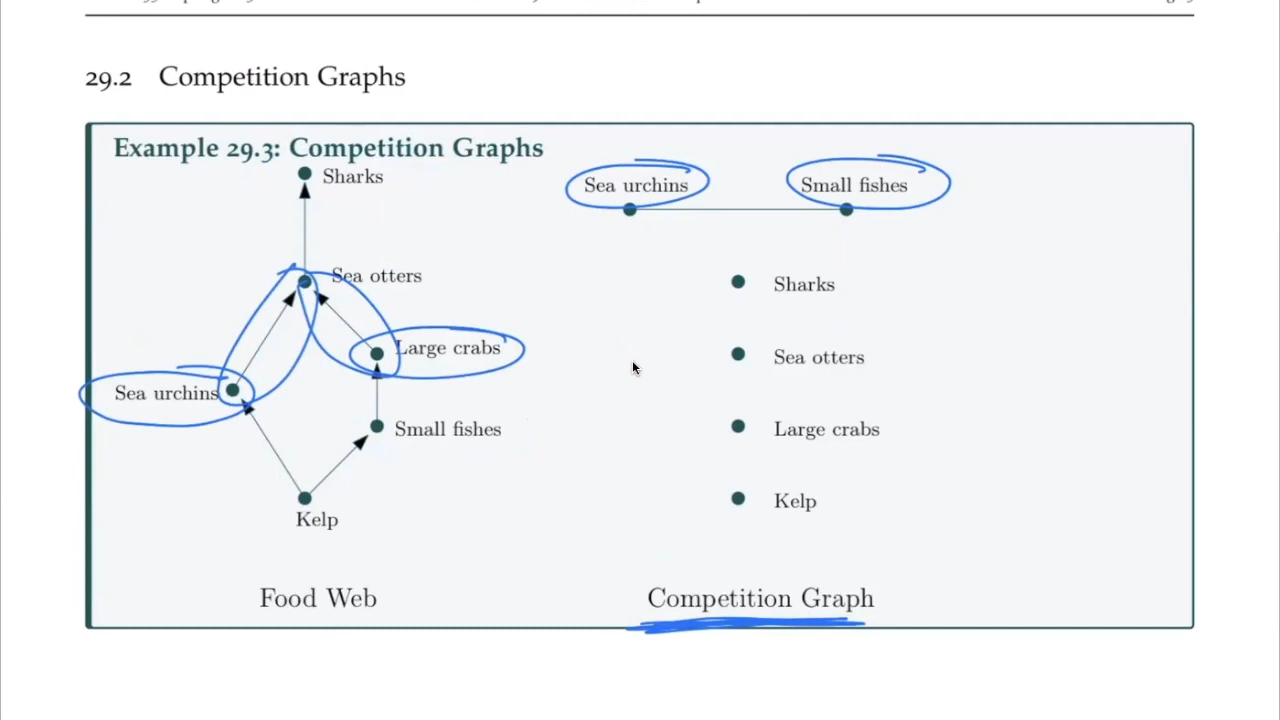 29.2 Competition Graphs
Example 29.3: Competition Graphs
Sharks
Sea otters
Large crabs
Sea urchins
Small fishes
Kelp
Food Web
Sea urchins
Small fishes
Sharks
Sea otters
Large crabs
Kelp
Competition Graph